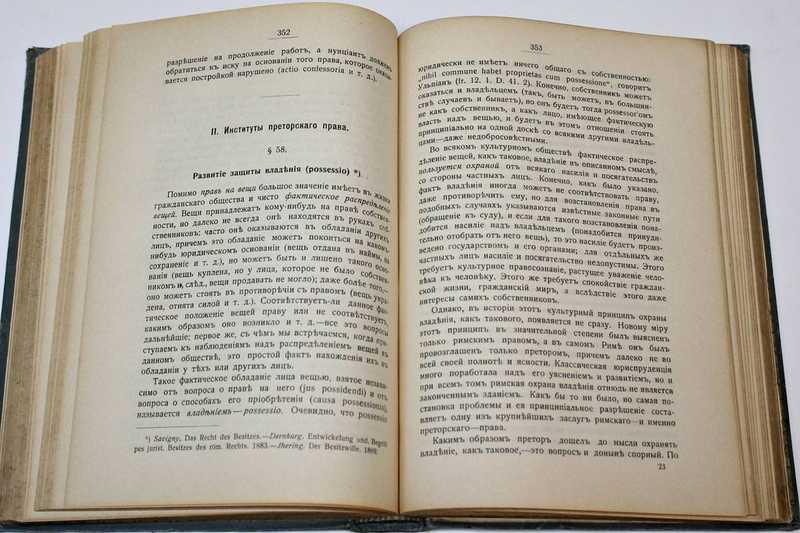 352
разрѣшеніе на продолженіе работъ, а нунціантъ долженъ
обратиться къ иску на основаніи того права, которое оказы-
вается постройкой нарушено (actio confessoria и т. д.).
II. Институты преторскаго права.
§ 58.
Развитіе защиты владѣнія (possessio) *)
Помимо правъ на вещи большое значеніе имѣетъ въ жизни
гражданскаго общества и чисто фактическое распредѣленіе
вещей. Вещи принадлежатъ кому-нибудь на правѣ собствен-
ности, но далеко не всегда онѣ находятся въ рукахъ соб-
ственниковъ: часто онѣ оказываются въ обладаніи другихъ
лицъ, причемъ это обладаніе можетъ покоиться на какомъ-
нибудь юридическомъ основаніи (вещь отдана въ наймы, на
сохраненіе и т. д.), но можетъ быть и лишено такого осно-
ванія (вещь куплена, но у лица, которое не было собствен-
никомъ и, слѣд., вещи продавать не могло); даже болѣе того,—
оно можетъ стоять въ противорѣчіи съ правомъ (вещь укра-
дена, отнята силой и т. д.). Соотвѣтствуетъ-ли данное фак-
тическое положеніе вещей праву или не соотвѣтствуетъ,
какимъ образомъ оно возникло и т. д.—все это вопросы
дальнѣйшіе; первое же, съ чѣмъ мы встрѣчаемся, когда при-
ступаемъ къ наблюденіямъ надъ распредѣленіемъ вещей въ
данномъ обществѣ, это простой фактъ нахожденія ихъ въ
обладаніи у тѣхъ или другихъ лицъ.
Такое фактическое обладаніе лица вещью, взятое незави-
симо отъ вопроса о правѣ на него (jus possidendi) и отъ
вопроса о способахъ его пріобрѣтенія (causa possessionis),
называется владѣніемъ—possessio. Очевидно, что possessio
*) Savigny. Das Recht des Besitzes.—Dernburg. Entwickelung und Begriff
des jurist. Besitzes des röm. Rechts. 1883.—Ihering. Der Besitzwille. 1889.
353
юридически не имѣетъ ничего общаго съ собственностью:
„nihil commune habet proprietas cum possessione“, говоритъ
Ульпіанъ (fr. 12. 1. D. 41. 2). Конечно, собственникъ можетъ
оказаться и владѣльцемъ (такъ, быть можетъ, въ большин-
ствѣ случаевъ и бываетъ), но онъ будетъ тогда possessor'омъ
не какъ собственникъ, а какъ лицо, имѣющее фактическую
власть надъ вещью, и будетъ въ этомъ отношеніи стоять
принципіально на одной доскѣ со всякими другими владѣль-
цами—даже недобросовѣстными.
Во всякомъ культурномъ обществѣ фактическое распре-
дѣленіе вещей, какъ таковое, владѣніе въ описанномъ смыслѣ,
пользуется охраной отъ всякаго насилія и посягательствъ
со стороны частныхъ лицъ. Конечно, какъ было указано,
фактъ владѣнія иногда можетъ не соотвѣтствовать праву,
даже противорѣчить ему, но для возстановленія права въ
подобныхъ случаяхъ указываются извѣстные законные пути
(обращеніе къ суду), и если для такого возстановленія пона-
добится насиліе надъ владѣльцемъ (понадобится принуди-
тельно отобрать отъ него вещь), то это насиліе будетъ произ-
ведено государствомъ и его органами; для отдѣльныхъ же
частныхъ лицъ насиліе и посягательство недопустимы. Этого
требуетъ культурное правосознаніе, растущее уваженіе чело-
вѣка къ человѣку. Этого же требуетъ спокойствіе граждан-
ской жизни, гражданскій миръ, а вслѣдствіе этого даже
интересы самихъ собственниковъ.
Однако, въ исторіи этотъ культурный принципъ охраны
владѣнія, какъ такового, появляется не сразу. Новому міру
этотъ принципъ въ значительной степени былъ выясненъ
только римскимъ правомъ, а въ самомъ Римѣ онъ былъ
провозглашенъ только преторомъ, причемъ далеко не во
всей своей полнотѣ и ясности. Классическая юриспруденція
много поработала надъ его уясненіемъ и развитіемъ, но и
при всемъ томъ римская охрана владѣнія отнюдь не является
законченнымъ зданіемъ. Какъ бы то ни было, но самая по-
становка проблемы и ея принципіальное разрѣшеніе соста-
вляетъ одну изъ крупнѣйшихъ заслугъ римскаго—и именно
преторскаго—права.
Какимъ образомъ преторъ дошелъ до мысли охранять
владѣніе, какъ таковое,—это вопросъ и донынѣ спорный. По
23